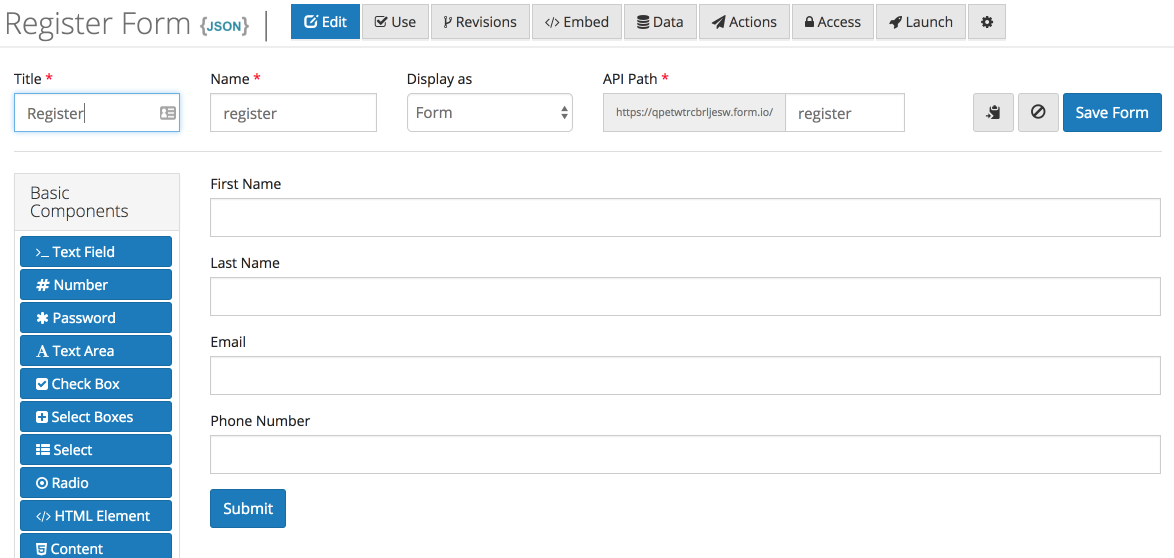 Register Form {JSON}
Edit Use Revisions </> Embed Data Actions Access Launch
Title * Name * Display as API Path *
Register register Form https://qpetwtrcbrljesw.form.io/ register Save Form
Basic
Components
>_ Text Field
# Number
Password
A Text Area
Check Box
Select Boxes
Select
Radio
</> HTML Element
Content
First Name
Last Name
Email
Phone Number
Submit